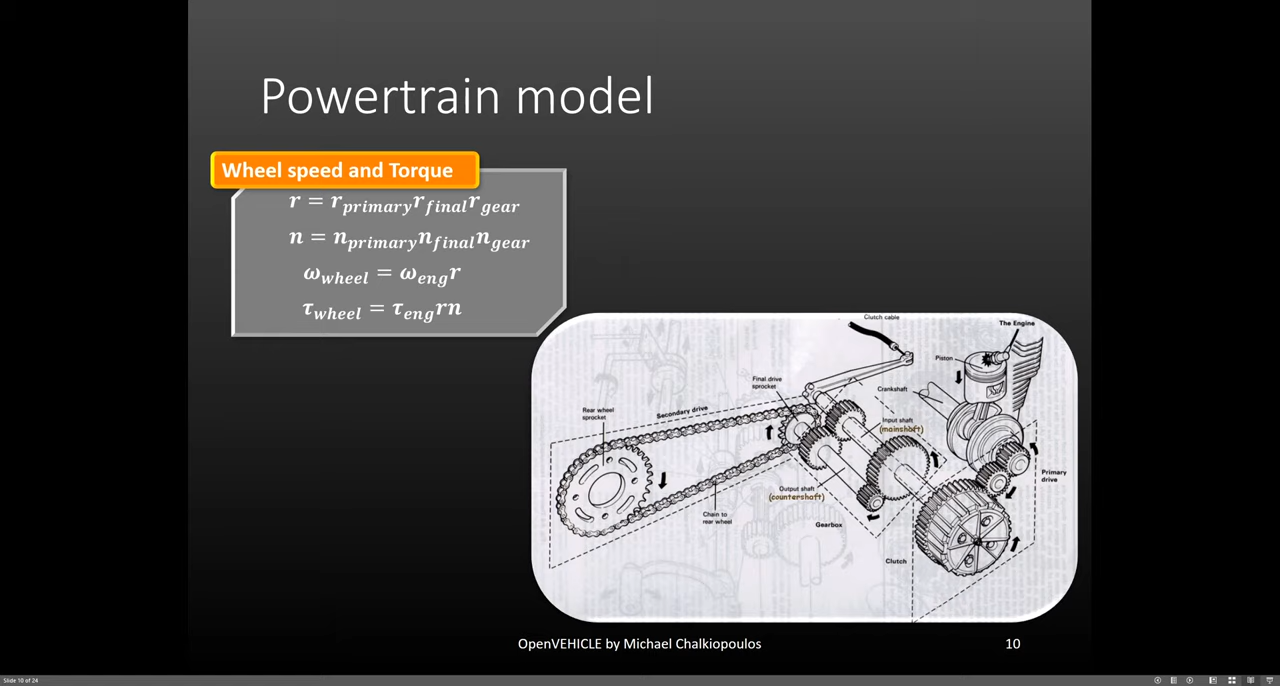 Powertrain model
Wheel speed and Torque
r = r_primary r_final r_gear
n = n_primary n_final n_gear
ω_wheel = ω_eng r
τ_wheel = τ_eng r n
Clutch cable
The Engine
Piston
Final drive
sprocket
Crankshaft
Rear wheel
sprocket
Secondary drive
Input shaft
(mainshaft)
Primary
drive
Output shaft
(countershaft)
Chain to
rear wheel
Gearbox
Clutch
OpenVEHICLE by Michael Chalkiopoulos
10
Slide 10 of 24